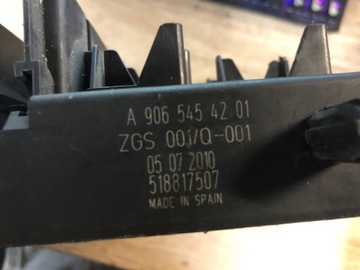 A 906 545 42 01
ZGS 001/Q-001
05 07 2010
518817507
MADE IN SPAIN